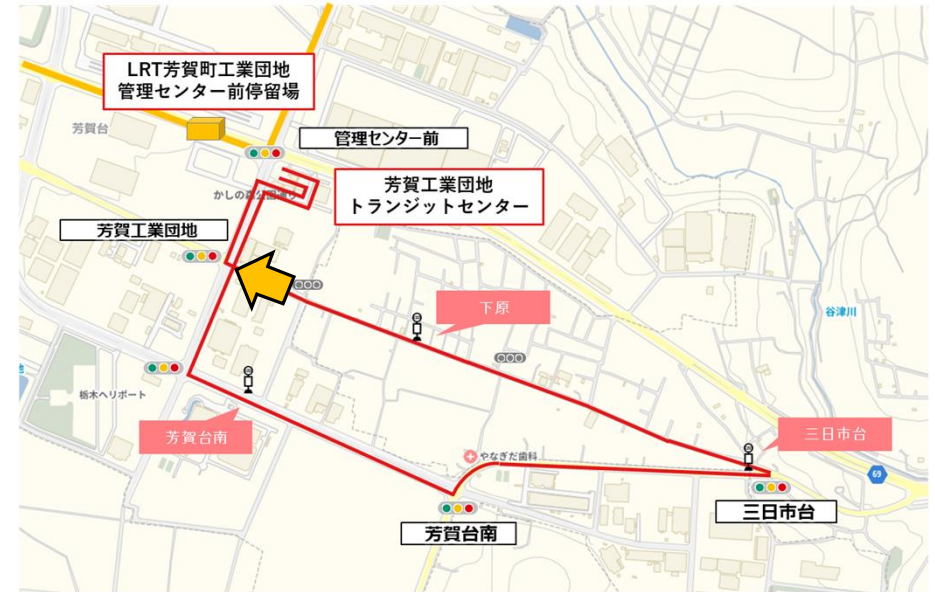 LRT芳賀町工業団地
管理センター前停留場
芳賀台
管理センター前
芳賀工業団地
トランジットセンター
芳賀工業団地
下原
谷津川
栃木ヘリポート
芳賀台南
三日市台
やなぎだ歯科
69
三日市台
芳賀台南